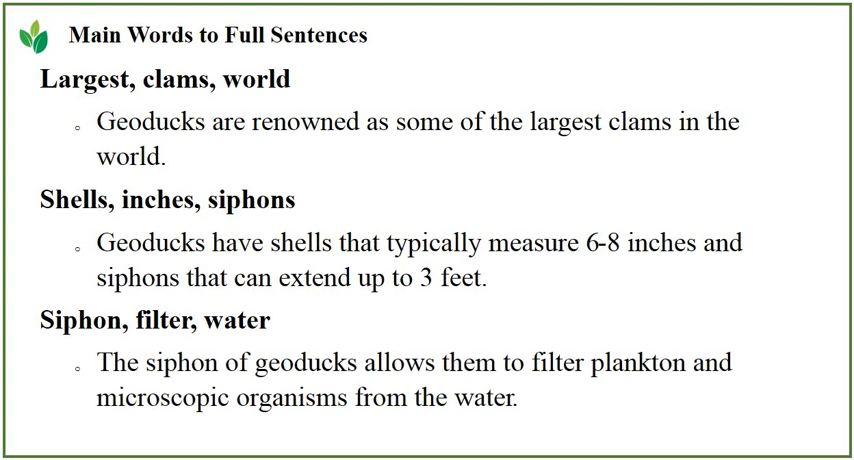 Main Words to Full Sentences
Largest, clams, world
Geoducks are renowned as some of the largest clams in the
world.
Shells, inches, siphons
Geoducks have shells that typically measure 6-8 inches and
siphons that can extend up to 3 feet.
Siphon, filter, water
The siphon of geoducks allows them to filter plankton and
microscopic organisms from the water.